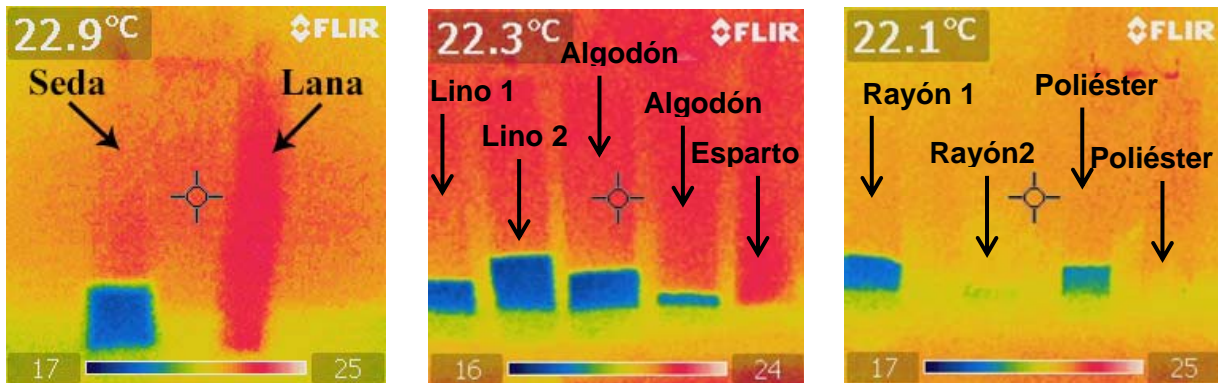 22.9°C
FLIR
Seda
Lana
17
25
22.3°C
FLIR
Algodón
Lino 1
Algodón
Lino 2
Esparto
16
24
22.1°C
FLIR
Rayón 1
Poliéster
Rayón2
Poliéster
17
25